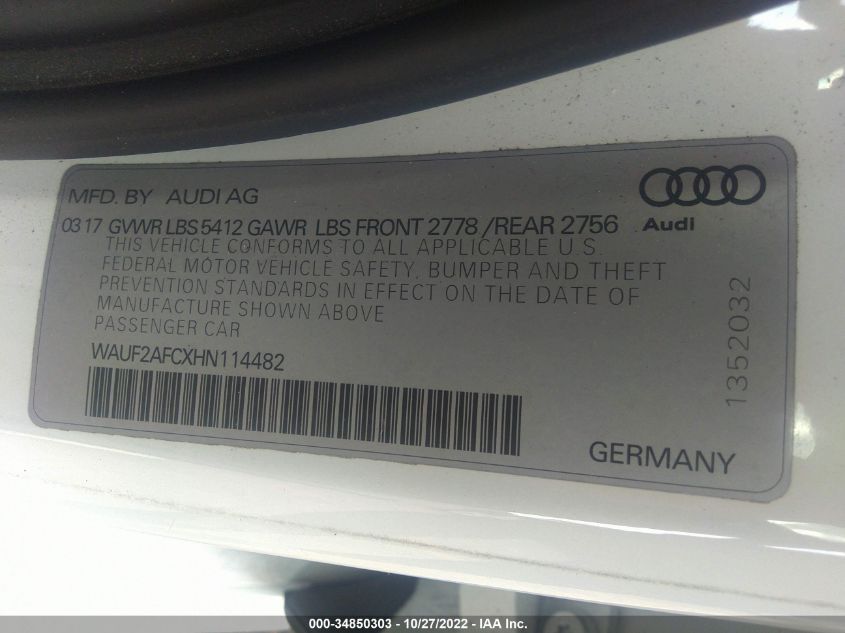 MFD. BY AUDI AG
03 17 GVWR LBS 5412 GAWR LBS FRONT 2778 /REAR 2756
Audi
THIS VEHICLE CONFORMS TO ALL APPLICABLE U.S.
FEDERAL MOTOR VEHICLE SAFETY, BUMPER AND THEFT
PREVENTION STANDARDS IN EFFECT ON THE DATE OF
MANUFACTURE SHOWN ABOVE
PASSENGER CAR
WAUF2AFCXHN114482
1352032
GERMANY
000-34850303 - 10/27/2022 - IAA Inc.